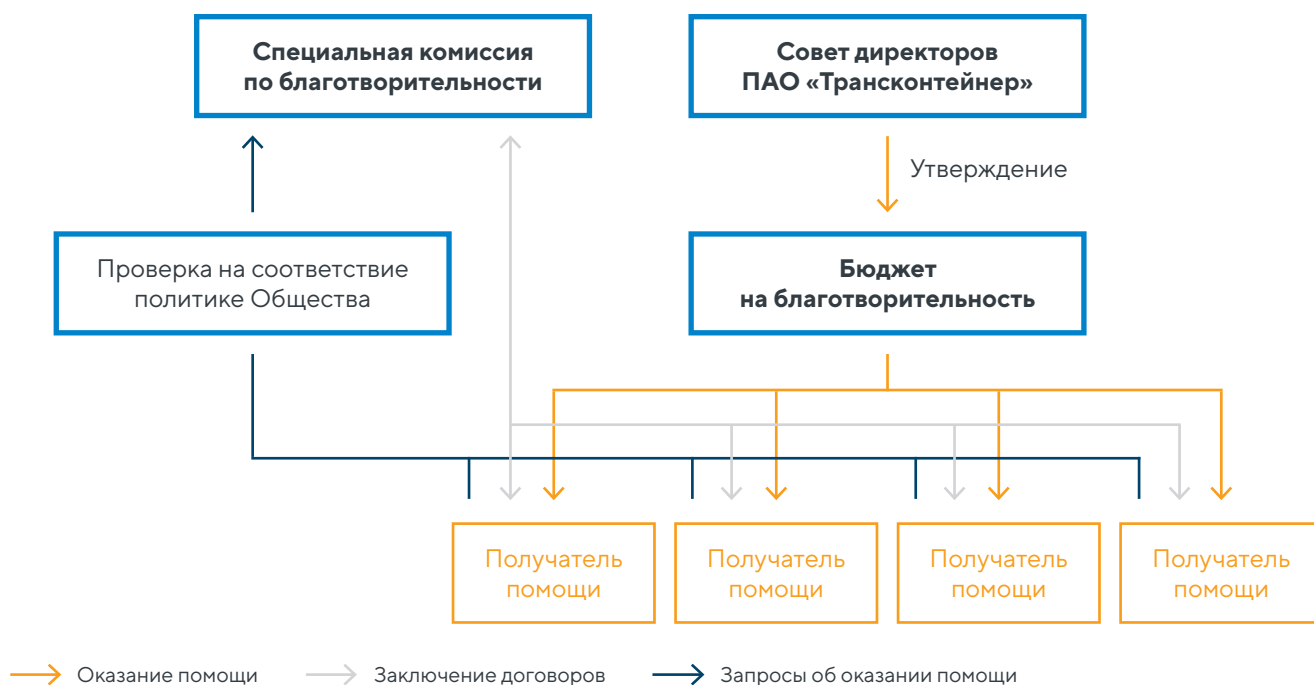 Специальная комиссия
по благотворительности
Совет директоров
ПАО «Трансконтейнер»
Утверждение
Проверка на соответствие
политике Общества
Бюджет
на благотворительность
Получатель
помощи
Получатель
помощи
Получатель
помощи
Получатель
помощи
Оказание помощи
Заключение договоров
Запросы об оказании помощи